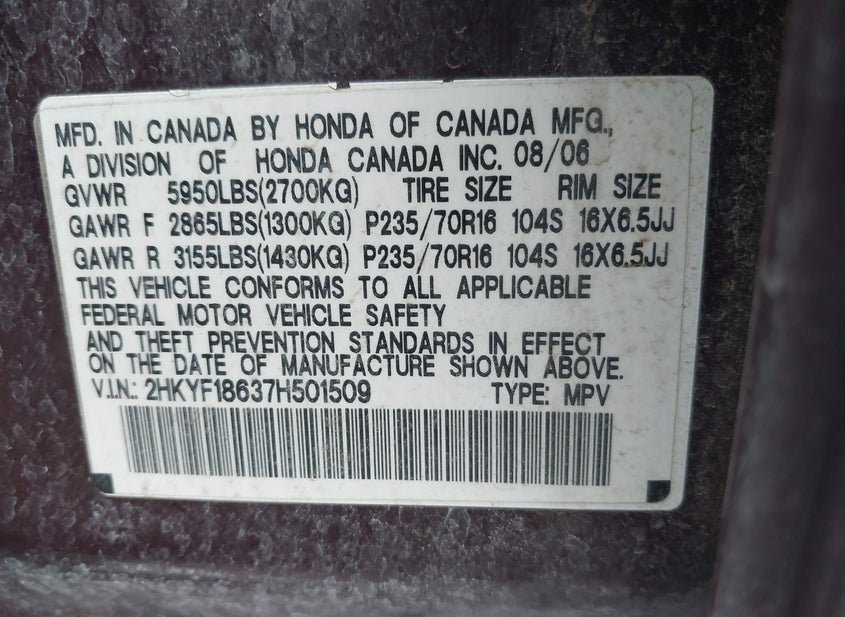 MFD. IN CANADA BY HONDA OF CANADA MFG.,
A DIVISION OF HONDA CANADA INC. 08/06
GVWR 5950LBS(2700KG) TIRE SIZE RIM SIZE
GAWR F 2865LBS(1300KG) P235/70R16 104S 16X6.5JJ
GAWR R 3155LBS(1430KG) P235/70R16 104S 16X6.5JJ
THIS VEHICLE CONFORMS TO ALL APPLICABLE
FEDERAL MOTOR VEHICLE SAFETY
AND THEFT PREVENTION STANDARDS IN EFFECT
ON THE DATE OF MANUFACTURE SHOWN ABOVE.
V.I.N.: 2HKYF18637H501509 TYPE: MPV